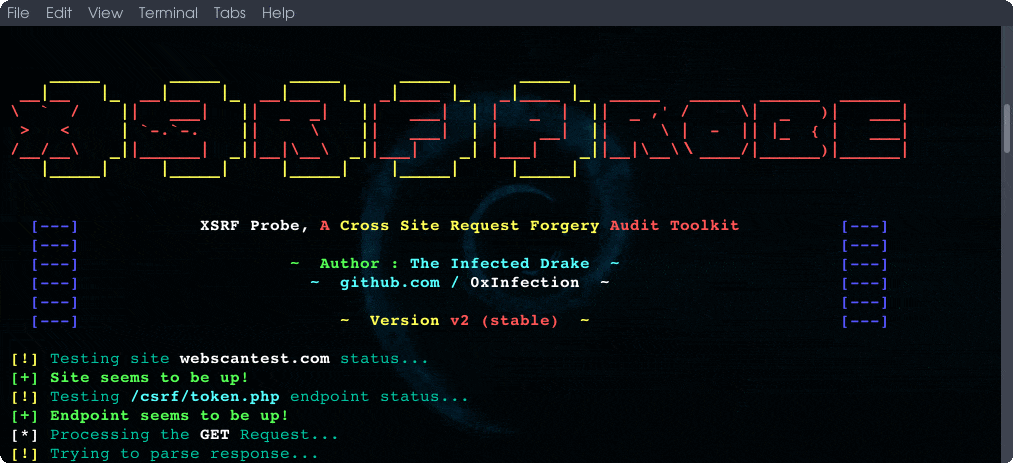 File Edit View Terminal Tabs Help
XSRF PROBE
[---] XSRF Probe, A Cross Site Request Forgery Audit Toolkit [---]
[---] [---]
[---] ~ Author : The Infected Drake ~ [---]
[---] ~ github.com / 0xInfection ~ [---]
[---] [---]
[---] ~ Version v2 (stable) ~ [---]
[!] Testing site webscantest.com status...
[+] Site seems to be up!
[!] Testing /csrf/token.php endpoint status...
[+] Endpoint seems to be up!
[*] Processing the GET Request...
[!] Trying to parse response...